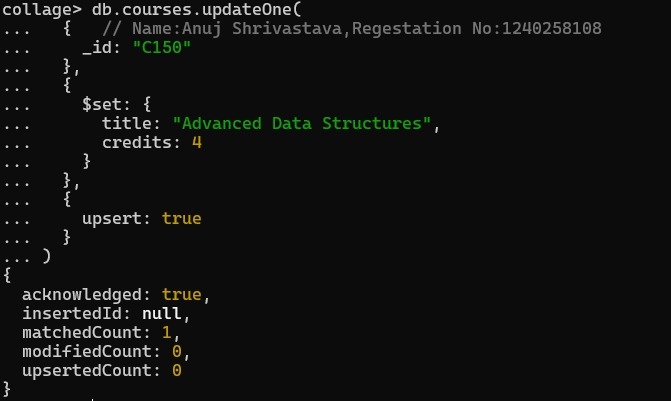 collage> db.courses.updateOne(
...   {   // Name:Anuj Shrivastava,Regestation No:1240258108
...     _id: "C150"
...   },
...   {
...     $set: {
...       title: "Advanced Data Structures",
...       credits: 4
...     }
...   },
...   {
...     upsert: true
...   }
... )
{
  acknowledged: true,
  insertedId: null,
  matchedCount: 1,
  modifiedCount: 0,
  upsertedCount: 0
}